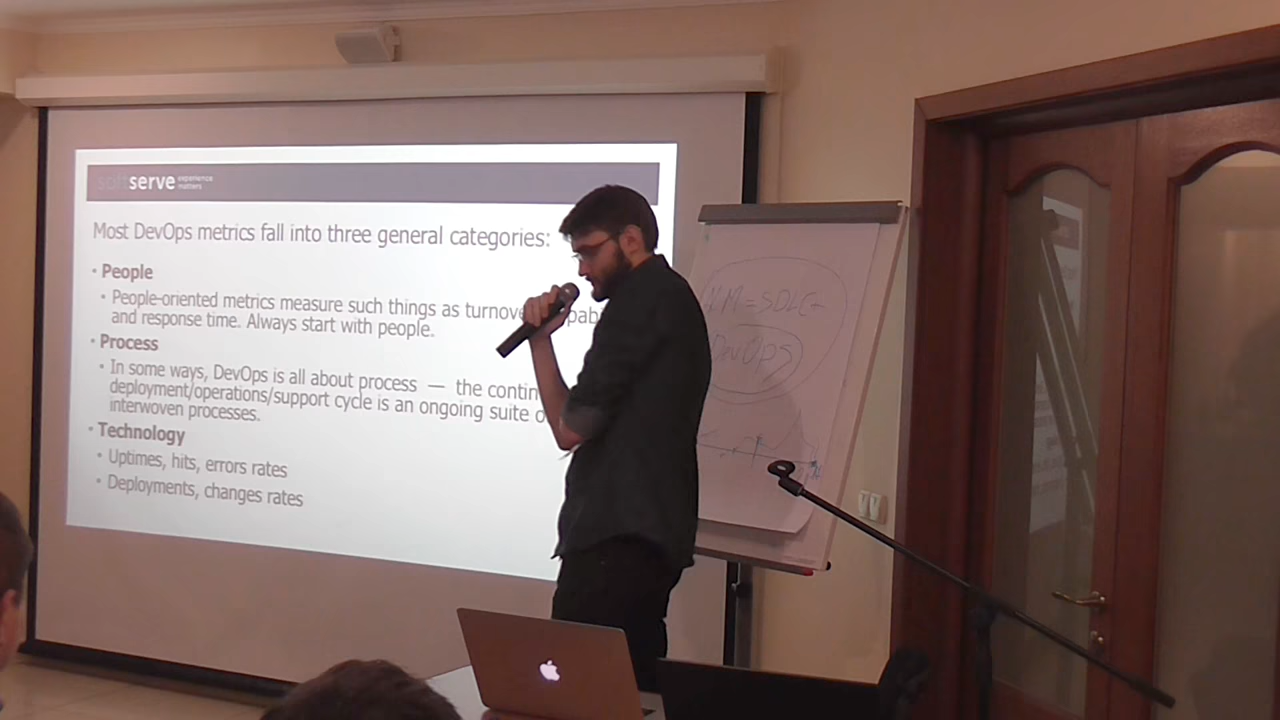 softserve experience matters
Most DevOps metrics fall into three general categories:
• People
• People-oriented metrics measure such things as
and response time. Always start with people.
• Process
• In some ways, DevOps is all about process — the
deployment/operations/support cycle is an ongoing suite
interwoven processes.
• Technology
• Uptimes, hits, errors rates
• Deployments, changes rates
= SDLC +
DevOps